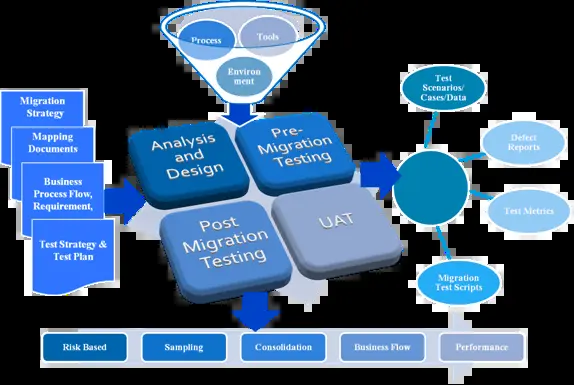 Process
Tools
Environ
ment
Migration
Strategy
Mapping
Documents
Business
Process Flow,
Requirement,
Test Strategy &
Test Plan
Analysis
and
Design
Pre-
Migration
Testing
Post
Migration
Testing
UAT
Test
Scenarios/
Cases/Data
Defect
Reports
Test Metrics
Migration
Test Scripts
Risk Based
Sampling
Consolidation
Business Flow
Performance